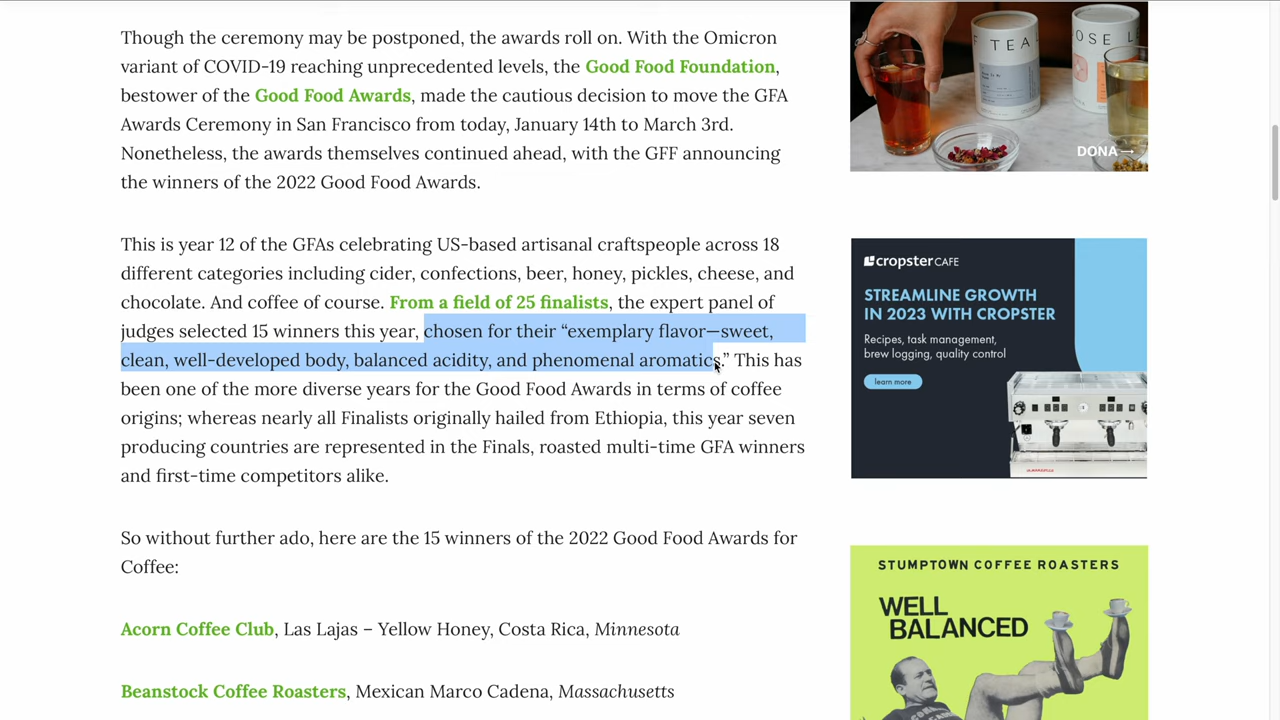 Though the ceremony may be postponed, the awards roll on. With the Omicron
variant of COVID-19 reaching unprecedented levels, the Good Food Foundation,
bestower of the Good Food Awards, made the cautious decision to move the GFA
Awards Ceremony in San Francisco from today, January 14th to March 3rd.
Nonetheless, the awards themselves continued ahead, with the GFF announcing
the winners of the 2022 Good Food Awards.
This is year 12 of the GFAs celebrating US-based artisanal craftspeople across 18
different categories including cider, confections, beer, honey, pickles, cheese, and
chocolate. And coffee of course. From a field of 25 finalists, the expert panel of
judges selected 15 winners this year, chosen for their “exemplary flavor—sweet,
clean, well-developed body, balanced acidity, and phenomenal aromatics.” This has
been one of the more diverse years for the Good Food Awards in terms of coffee
origins; whereas nearly all Finalists originally hailed from Ethiopia, this year seven
producing countries are represented in the Finals, roasted multi-time GFA winners
and first-time competitors alike.
So without further ado, here are the 15 winners of the 2022 Good Food Awards for
Coffee:
Acorn Coffee Club, Las Lajas – Yellow Honey, Costa Rica, Minnesota
Beanstock Coffee Roasters, Mexican Marco Cadena, Massachusetts
F TEA
OSE LE
DONA →
cropster CAFE
STREAMLINE GROWTH
IN 2023 WITH CROPSTER
Recipes, task management,
brew logging, quality control
learn more
STUMPTOWN COFFEE ROASTERS
WELL
BALANCED